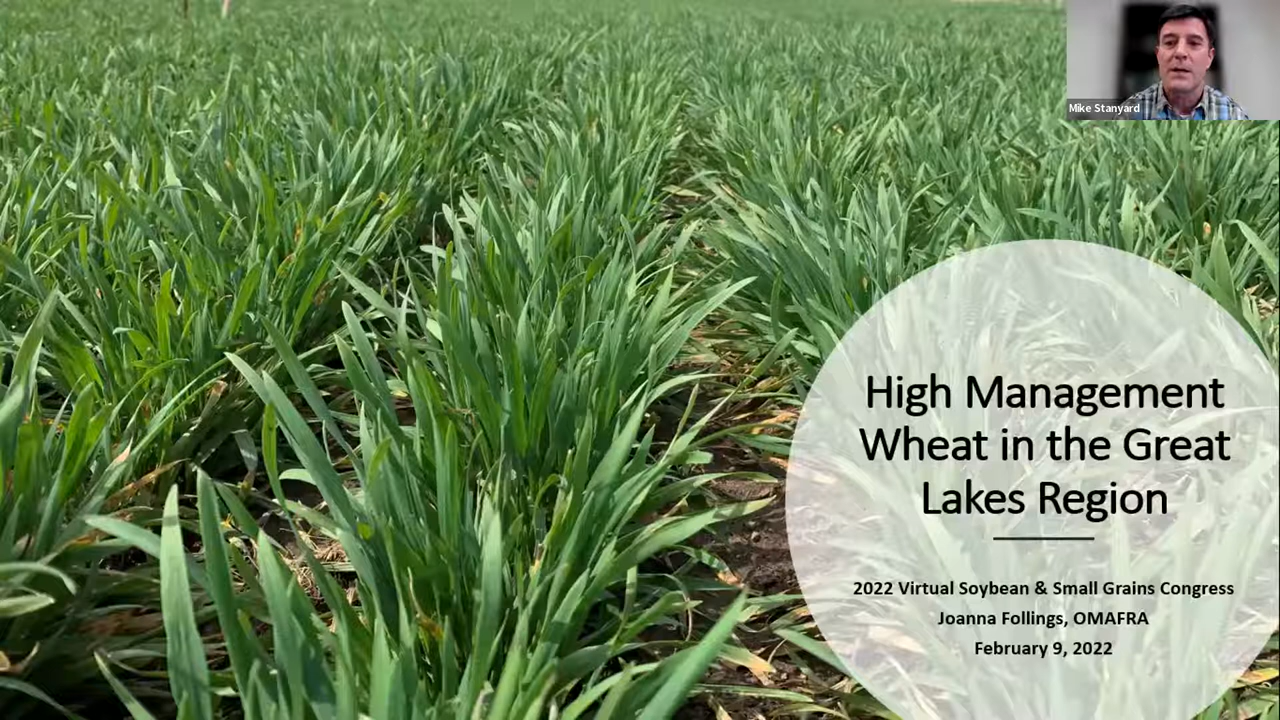 Mike Stanyard
High Management
Wheat in the Great
Lakes Region
2022 Virtual Soybean & Small Grains Congress
Joanna Follings, OMAFRA
February 9, 2022